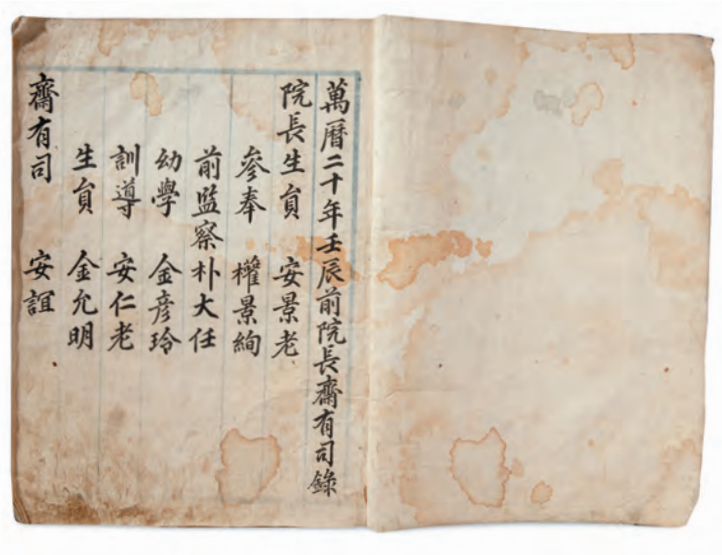 萬曆二十年壬辰前院長齋有司錄
院長生員 安景老
參奉 權景絢
前監察朴大任
幼學 金彥玲
訓導 安仁老
生員 金允明
齋有司 安誼